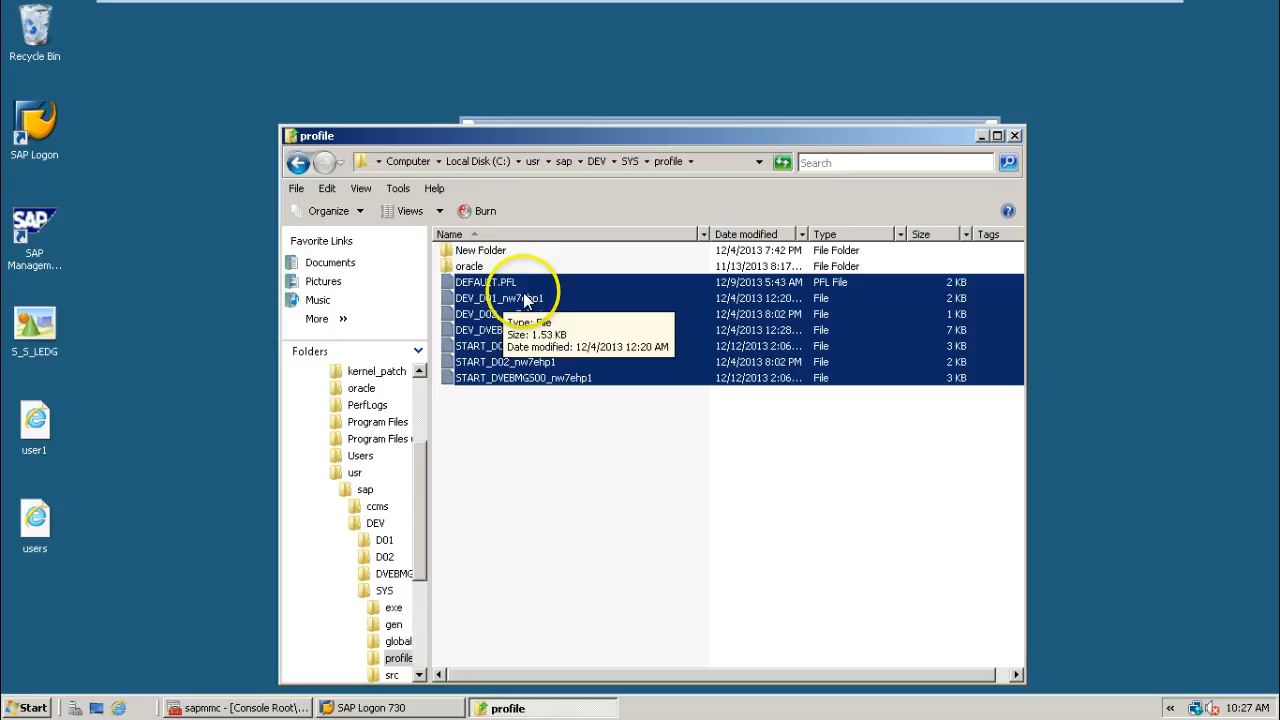 Recycle Bin
SAP Logon
SAP
SAP
Managem...
S_S_LEDG
user1
users
profile
Computer
Local Disk (C:)
usr
sap
DEV
SYS
profile
Search
File
Edit
View
Tools
Help
Organize
Views
Burn
Favorite Links
Documents
Pictures
Music
More »
Folders
kernel_patch
oracle
PerfLogs
Program Files
Program Files
Users
usr
sap
ccms
DEV
D01
D02
DVEBMG
SYS
exe
gen
global
profile
src
Name Date modified Type Size Tags
New Folder 12/4/2013 7:42 PM File Folder
oracle 11/13/2013 8:17... File Folder
DEFAULT.PFL 12/9/2013 5:43 AM PFL File 2 KB
DEV_D01_nw7ehp1 12/4/2013 12:20... File 2 KB
DEV_D02 12/4/2013 8:02 PM File 1 KB
DEV_DVEB 12/4/2013 12:28... File 7 KB
START_D0 12/12/2013 2:06... File 3 KB
START_D02_nw7ehp1 12/4/2013 8:02 PM File 3 KB
START_DVEBMGS00_nw7ehp1 12/12/2013 2:06... File 3 KB
Type: File
Size: 1.53 KB
Date modified: 12/4/2013 12:20 AM
Start
sapmmc - [Console Root\...
SAP Logon 730
profile
«
10:27 AM